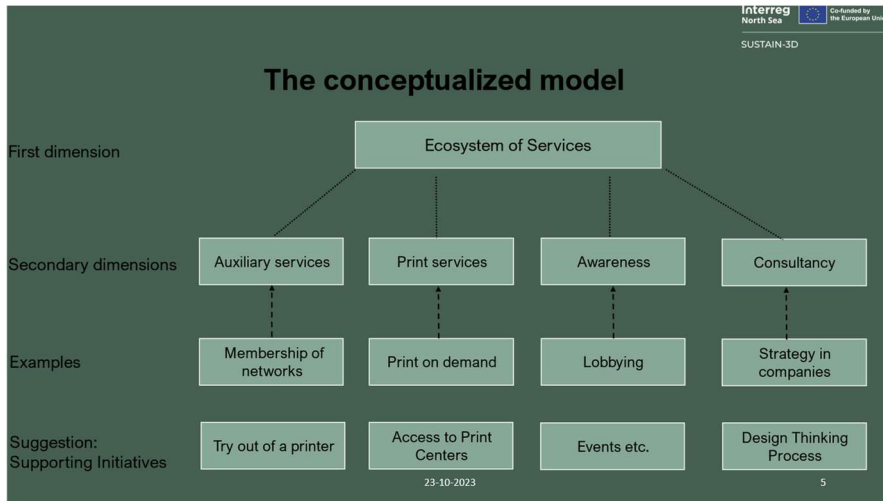 Interreg
North Sea
Co-funded by
the European Uni
SUSTAIN-3D
The conceptualized model
First dimension
Ecosystem of Services
Secondary dimensions
Auxiliary services
Print services
Awareness
Consultancy
Examples
Membership of
networks
Print on demand
Lobbying
Strategy in
companies
Suggestion:
Supporting Initiatives
Try out of a printer
Access to Print
Centers
Events etc.
Design Thinking
Process
23-10-2023
5